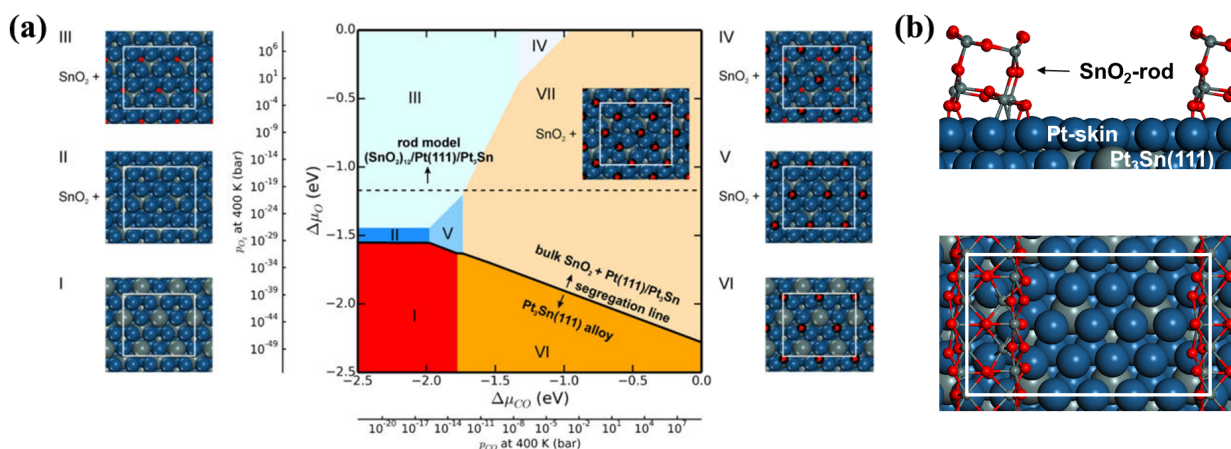 (a)
III
SnO2 +
II
SnO2 +
I
10^6
10^1
10^-4
10^-9
10^-14
10^-19
10^-24
10^-29
10^-34
10^-39
10^-44
10^-49
pO2 at 400 K (bar)
0.0
−0.5
−1.0
−1.5
−2.0
−2.5
ΔμO (eV)
III
IV
VII
SnO2 +
rod model
(SnO2)12/Pt(111)/Pt3Sn
II
V
bulk SnO2 + Pt(111)/Pt3Sn
segregation line
Pt3Sn(111) alloy
I
VI
−2.5 −2.0 −1.5 −1.0 −0.5 0.0
ΔμCO (eV)
10^-20 10^-17 10^-14 10^-11 10^-8 10^-5 10^-2 10^1 10^4 10^7
pCO at 400 K (bar)
IV
SnO2 +
V
SnO2 +
VI
(b)
SnO2-rod
Pt-skin
Pt3Sn(111)